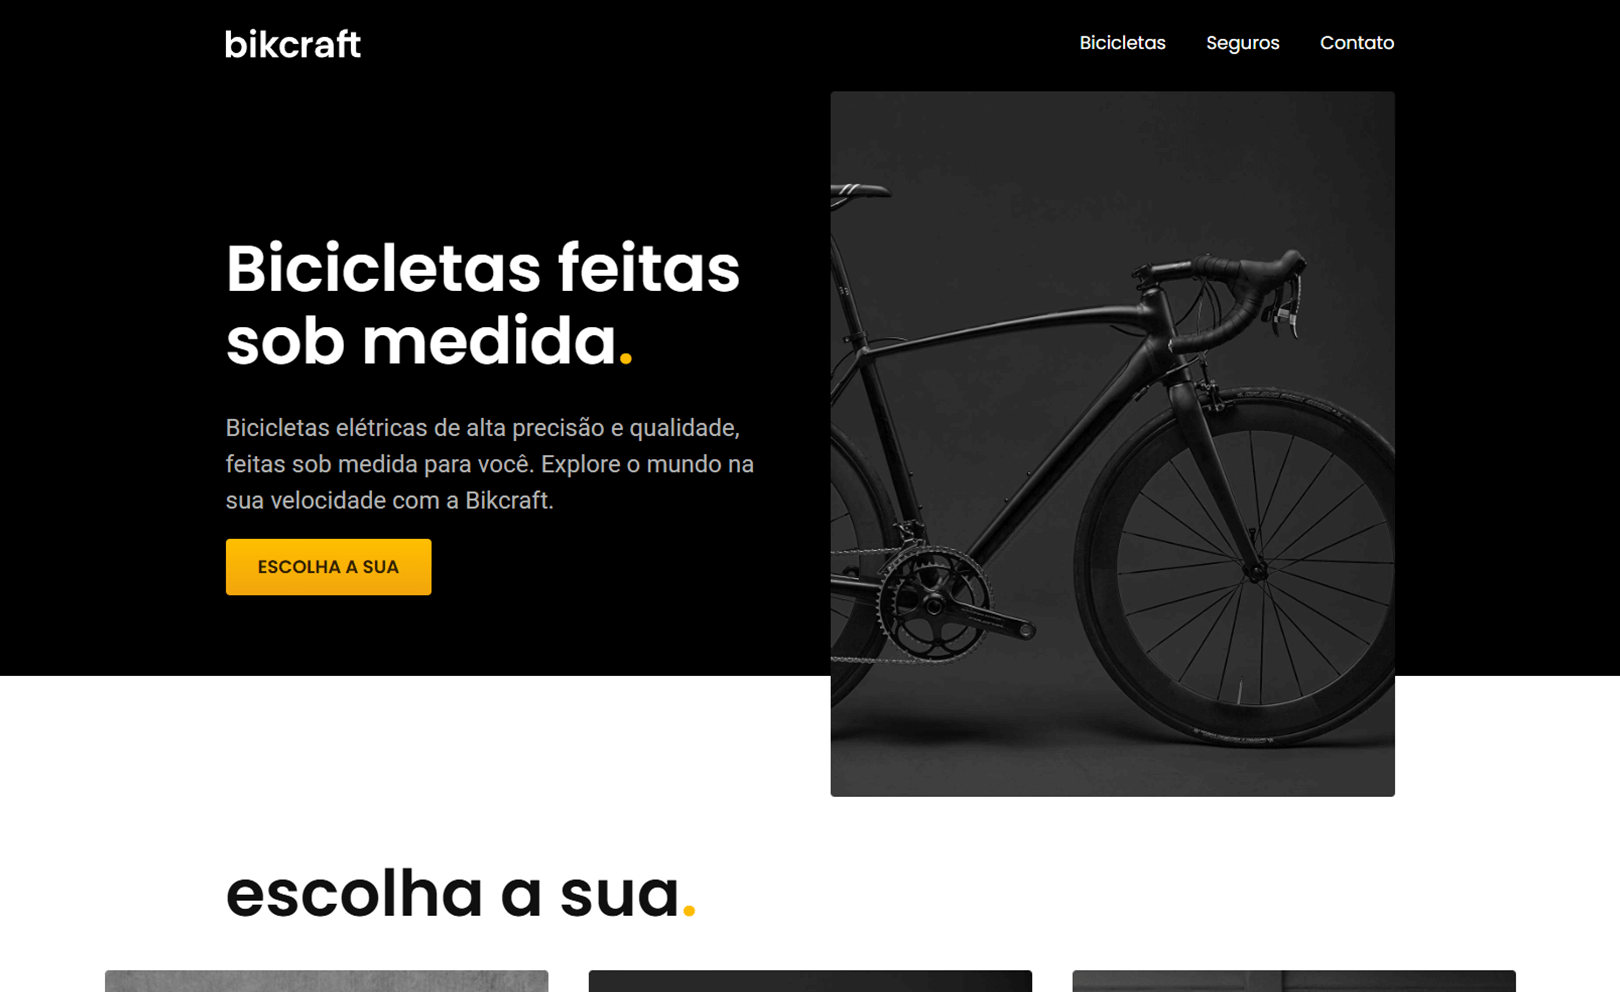 bikcraft
Bicicletas Seguros Contato
Bicicletas feitas
sob medida.
Bicicletas elétricas de alta precisão e qualidade,
feitas sob medida para você. Explore o mundo na
sua velocidade com a Bikcraft.
ESCOLHA A SUA
escolha a sua.